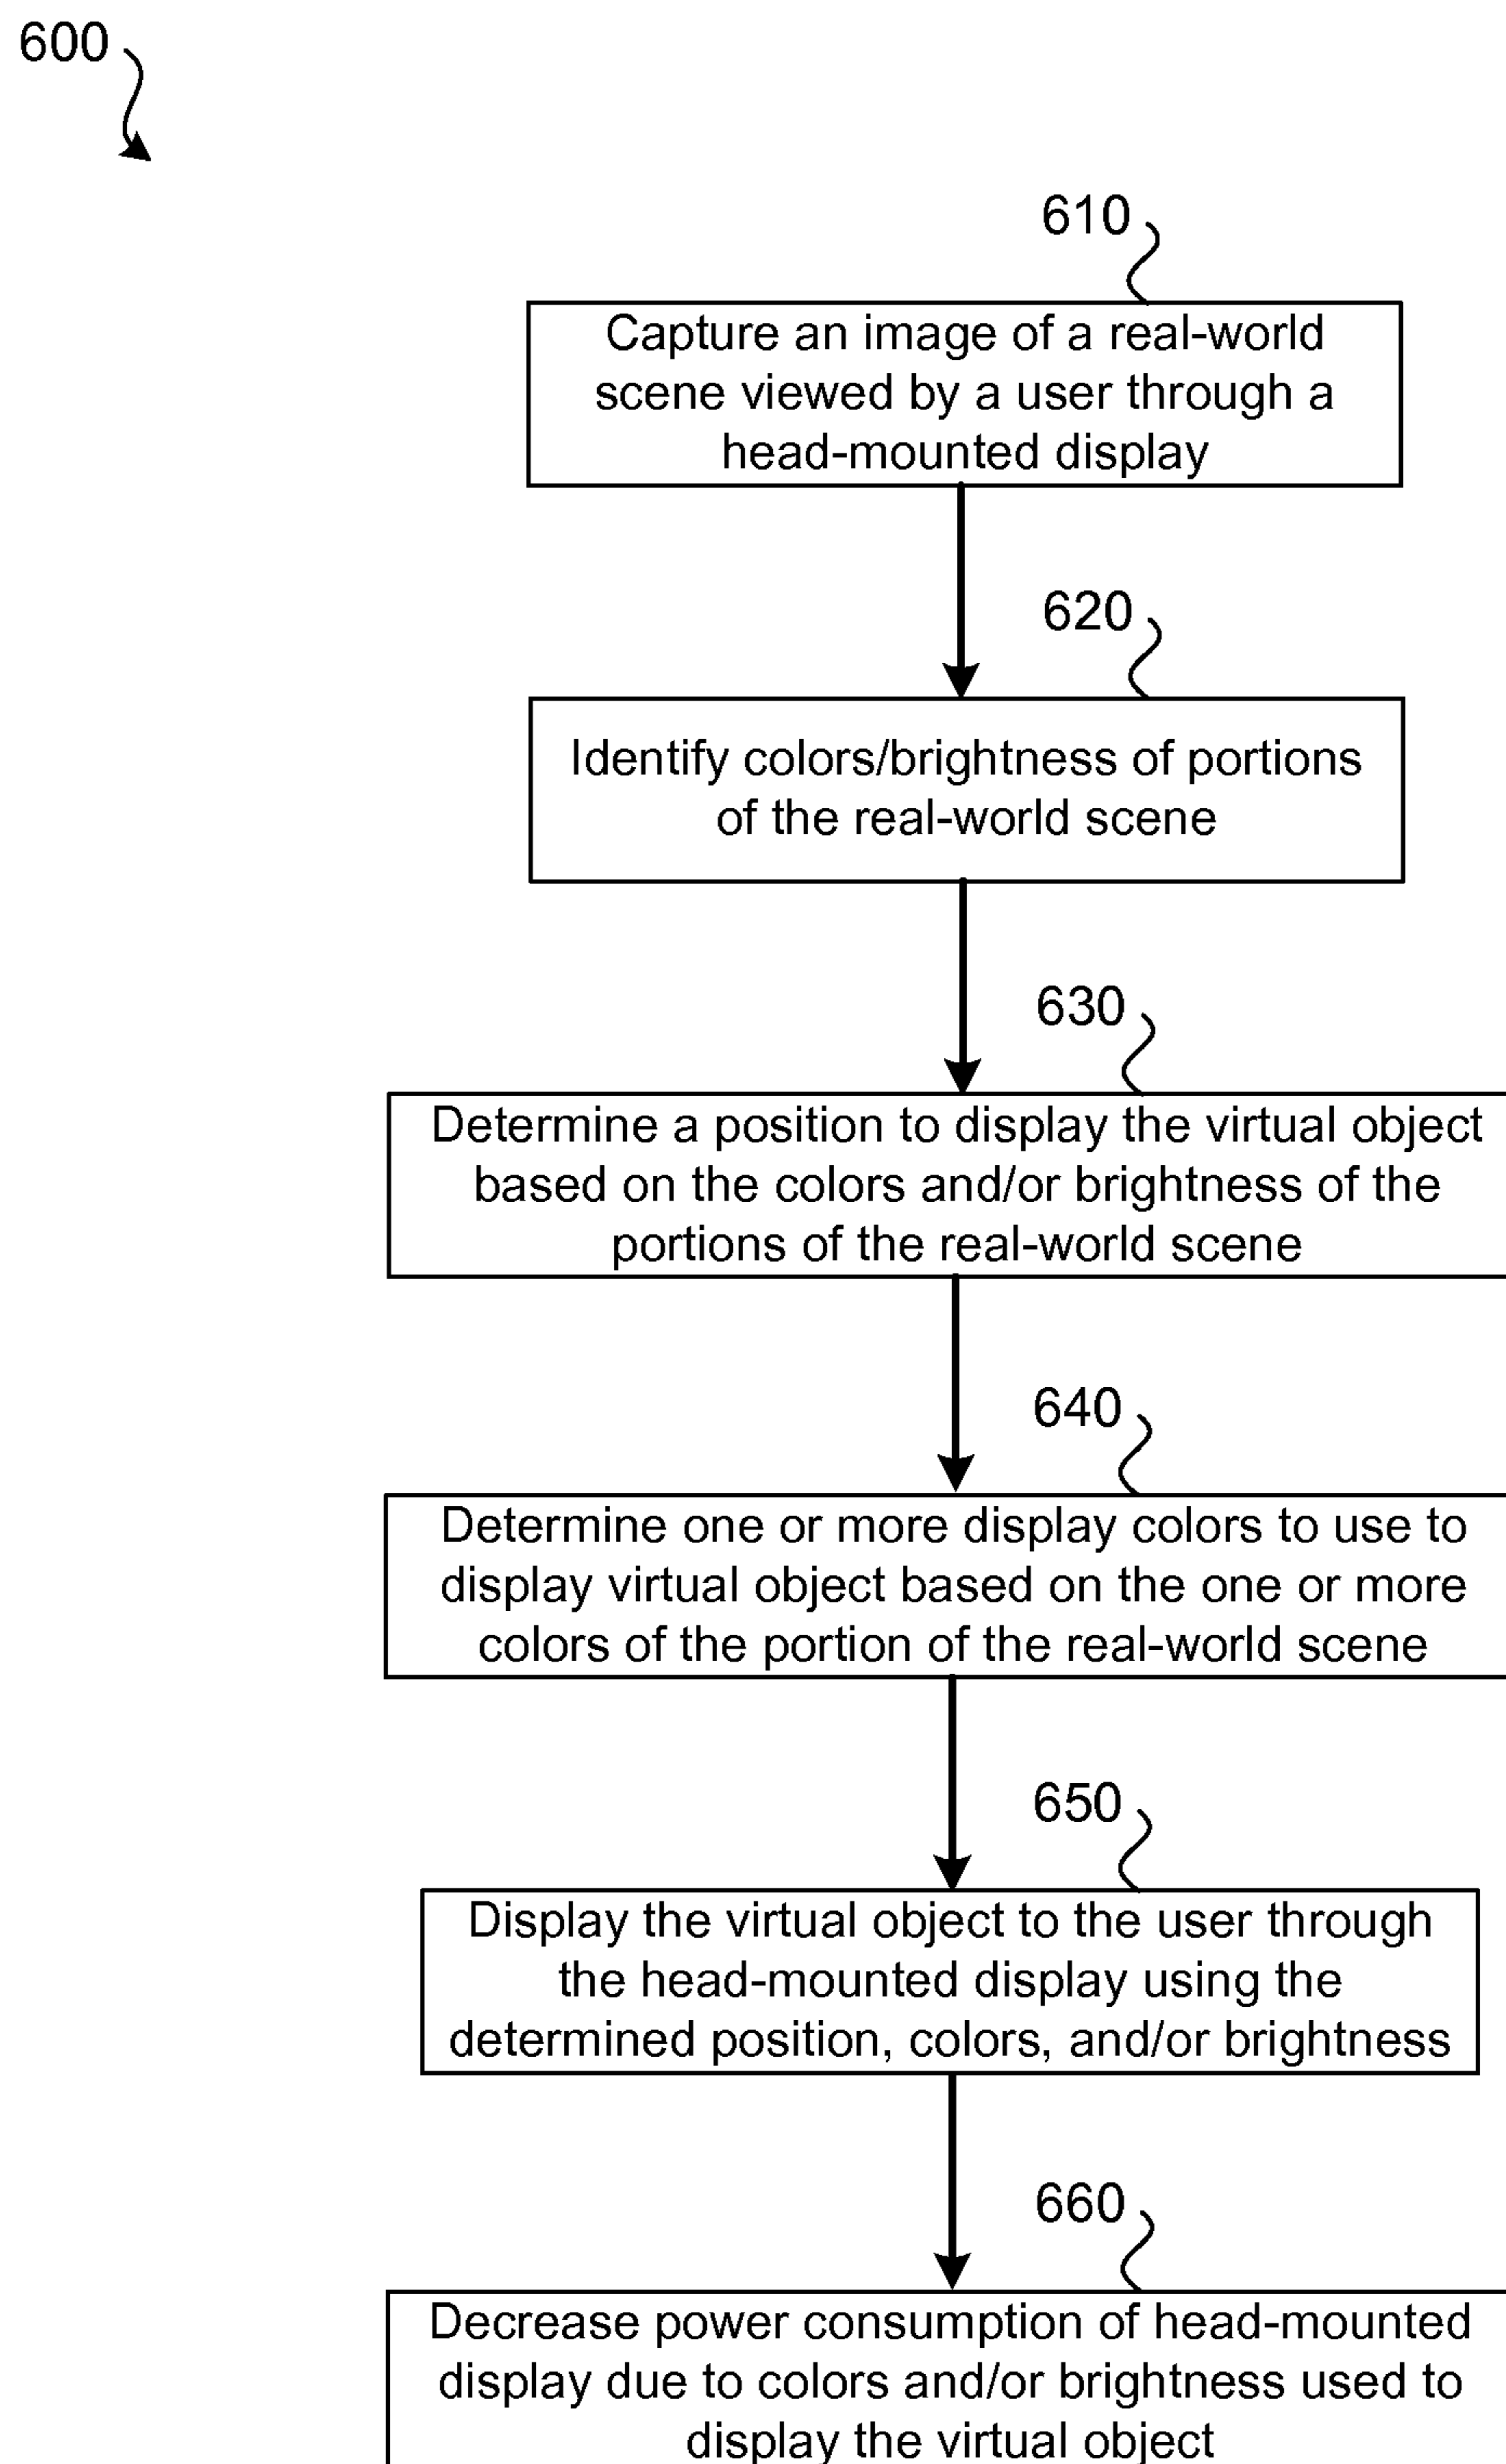 600
610
Capture an image of a real-world
scene viewed by a user through a
head-mounted display
620
Identify colors/brightness of portions
of the real-world scene
630
Determine a position to display the virtual object
based on the colors and/or brightness of the
portions of the real-world scene
640
Determine one or more display colors to use to
display virtual object based on the one or more
colors of the portion of the real-world scene
650
Display the virtual object to the user through
the head-mounted display using the
determined position, colors, and/or brightness
660
Decrease power consumption of head-mounted
display due to colors and/or brightness used to
display the virtual object